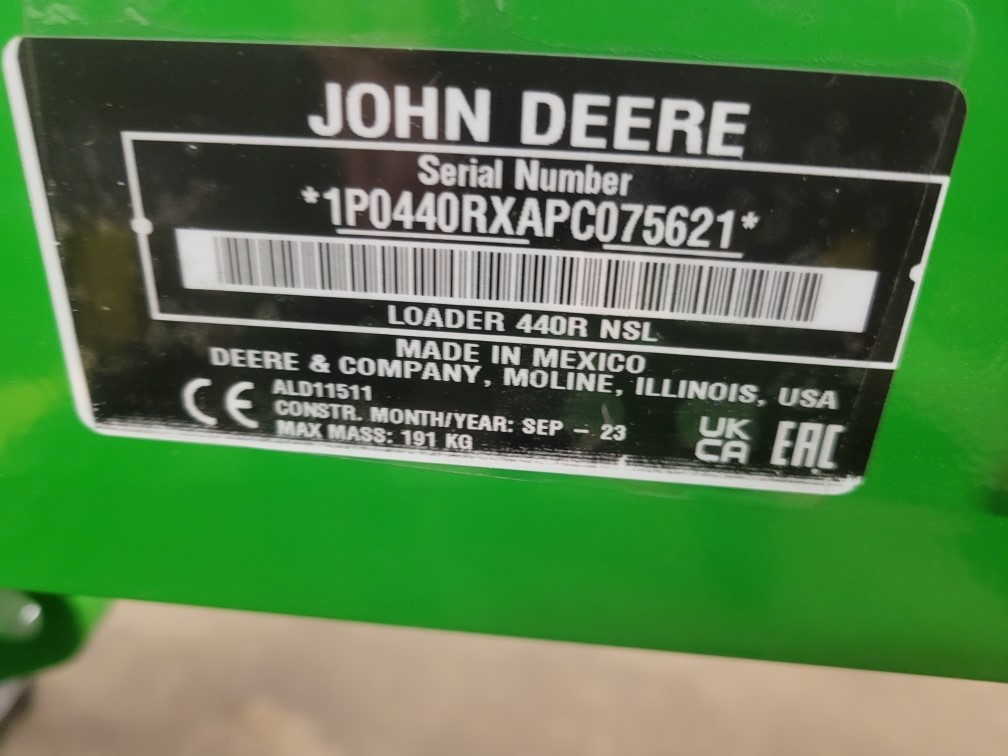 JOHN DEERE
Serial Number
*1P0440RXAPC075621*
LOADER 440R NSL
MADE IN MEXICO
DEERE & COMPANY, MOLINE, ILLINOIS, USA
CE
ALD11511
CONSTR. MONTH/YEAR: SEP - 23
MAX MASS: 191 KG
UK
CA
EAC